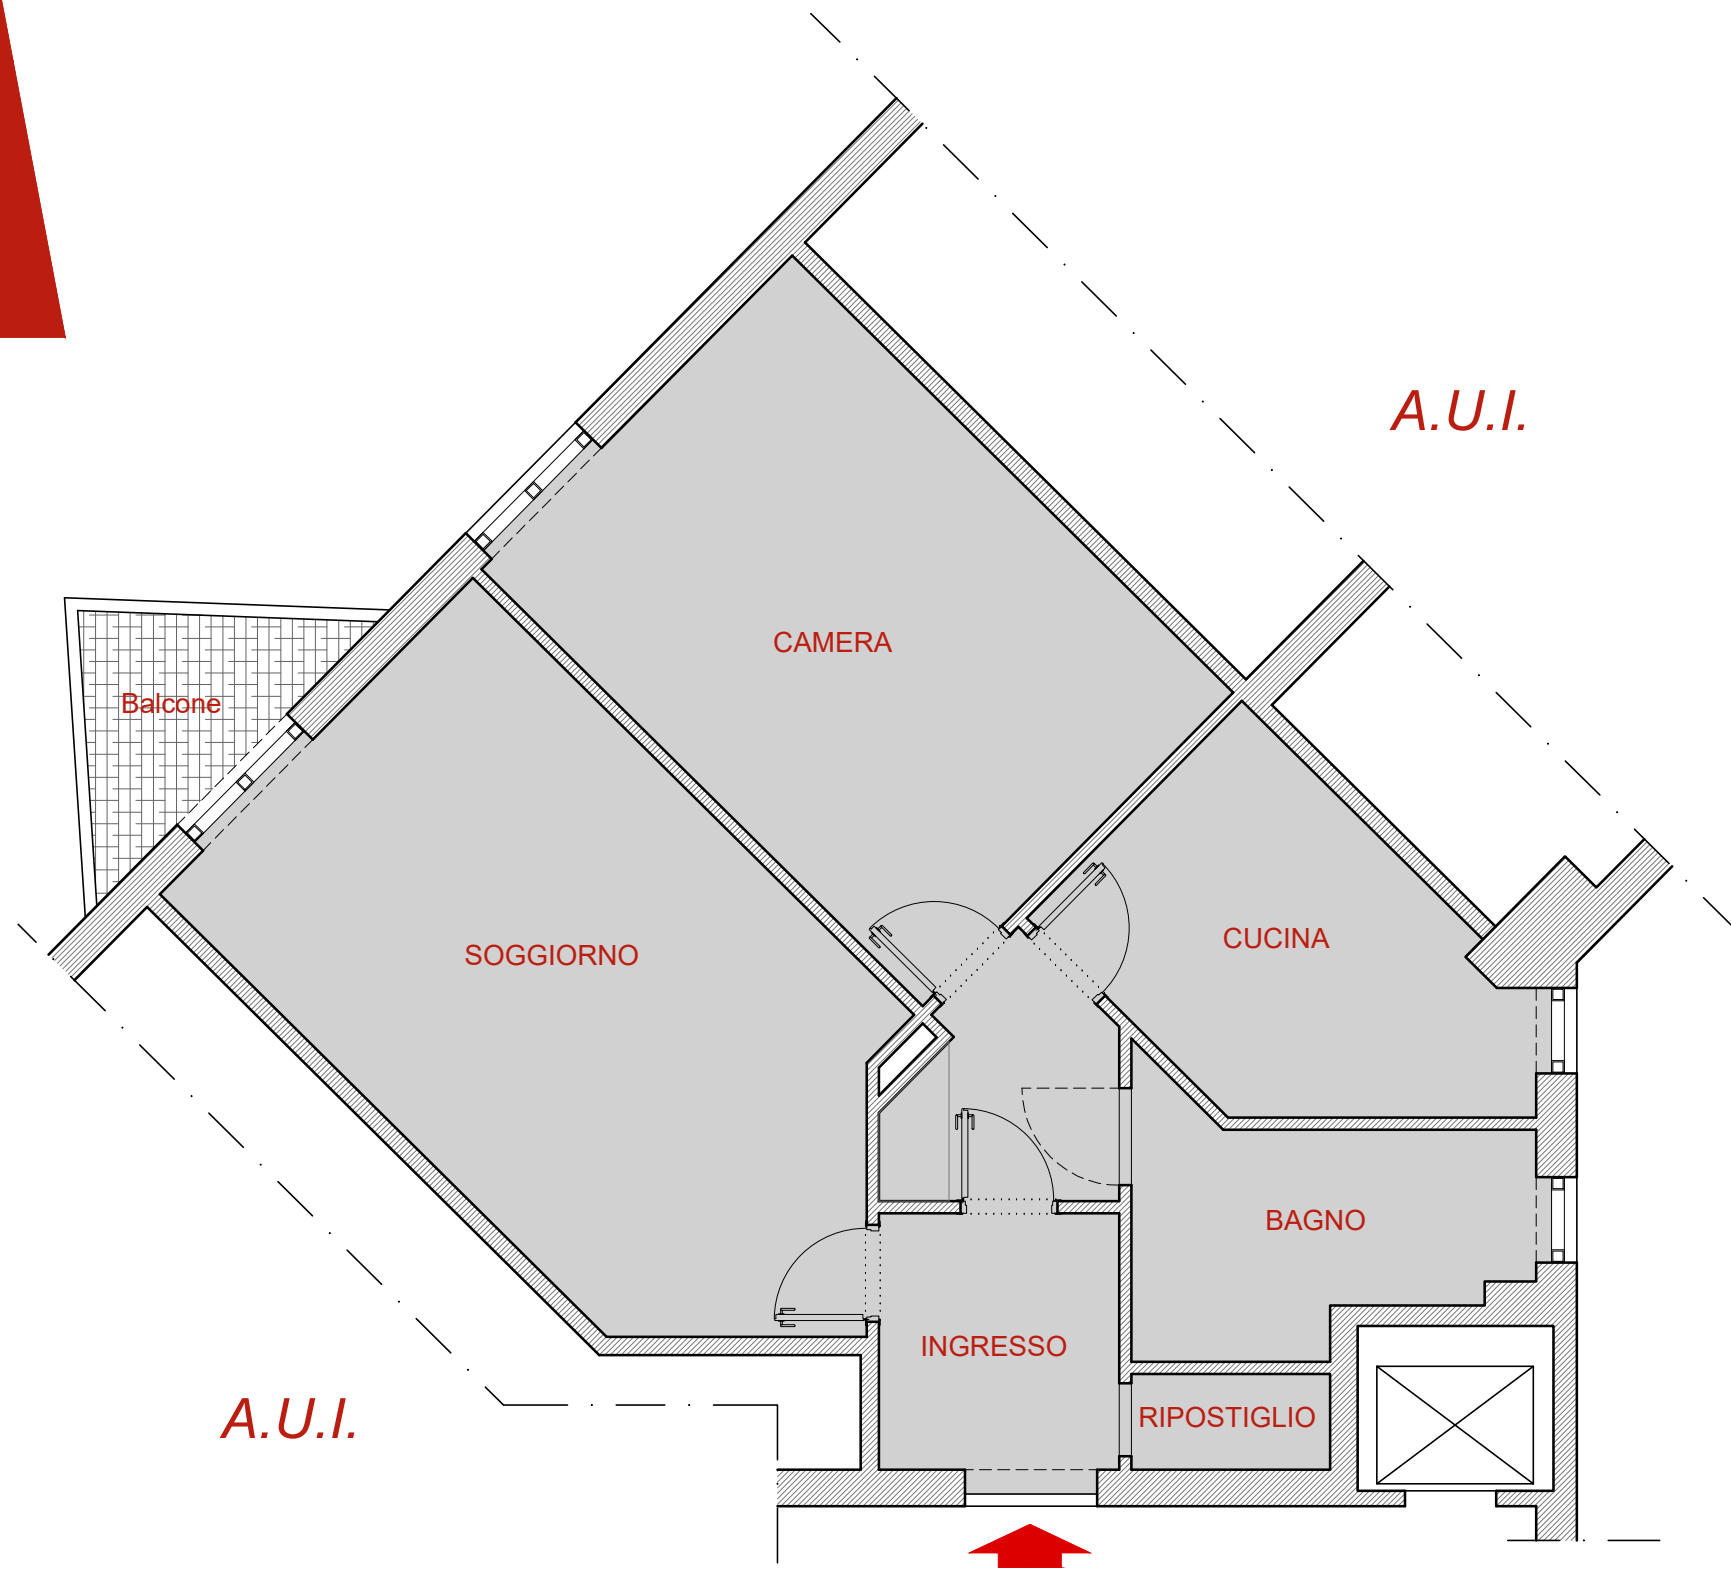 A.U.I.
CAMERA
Balcone
CUCINA
SOGGIORNO
BAGNO
INGRESSO
RIPOSTIGLIO
A.U.I.